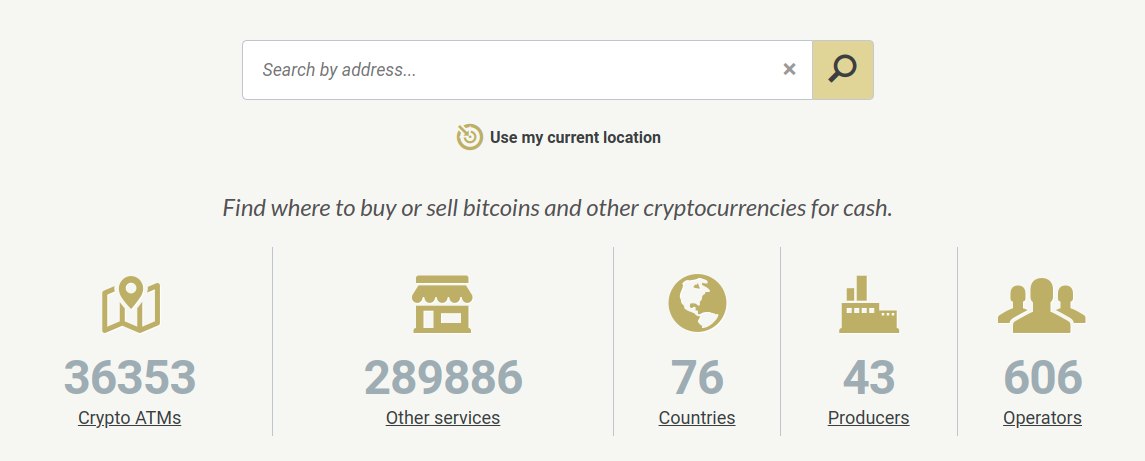 Search by address...
Use my current location
Find where to buy or sell bitcoins and other cryptocurrencies for cash.
36353 289886 76 43 606
Crypto ATMs Other services Countries Producers Operators